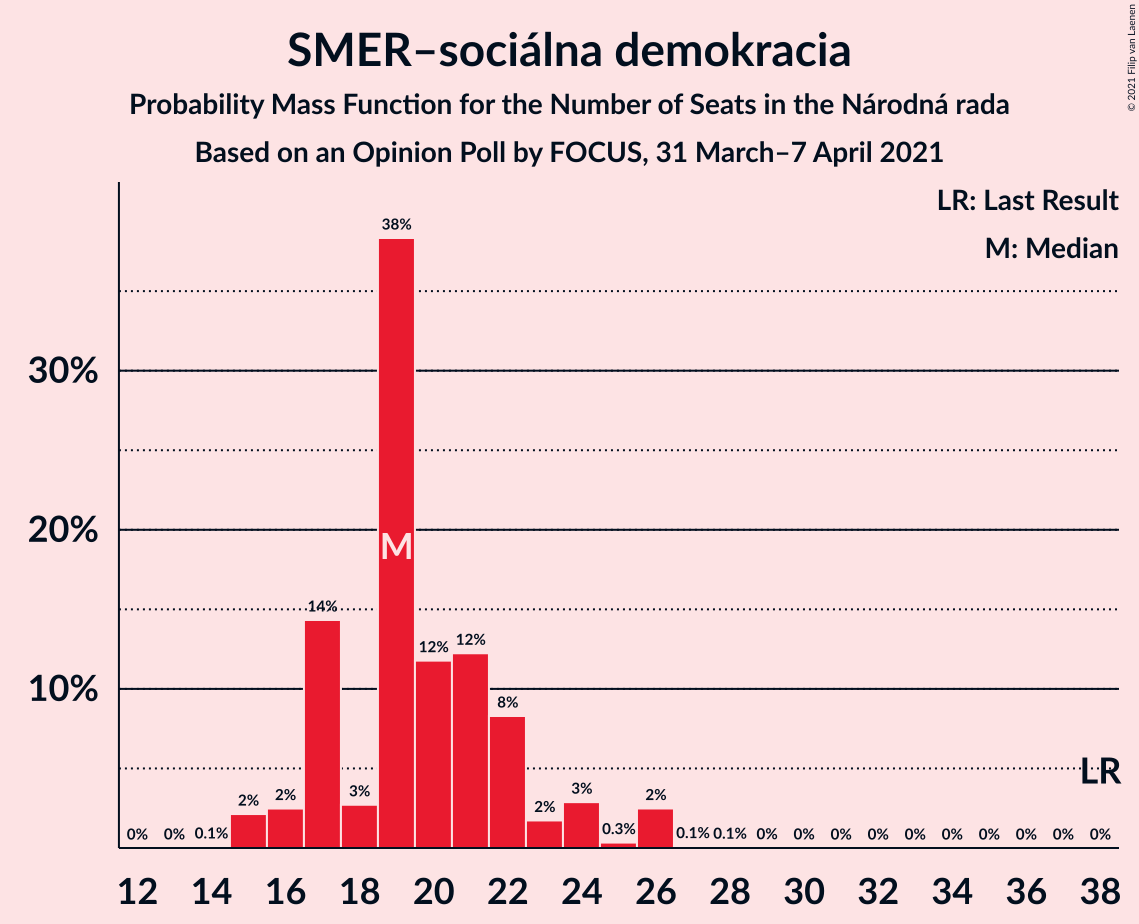 SMER–sociálna demokracia
Probability Mass Function for the Number of Seats in the Národná rada
Based on an Opinion Poll by FOCUS, 31 March–7 April 2021
© 2021 Filip van Laenen
LR: Last Result
M: Median
30%
20%
10%
0% 0% 0.1% 2% 2% 14% 3% 38% 12% 12% 8% 2% 3% 0.3% 2% 0.1% 0.1% 0% 0% 0% 0% 0% 0% 0% 0% 0% 0%
M
LR
12 14 16 18 20 22 24 26 28 30 32 34 36 38